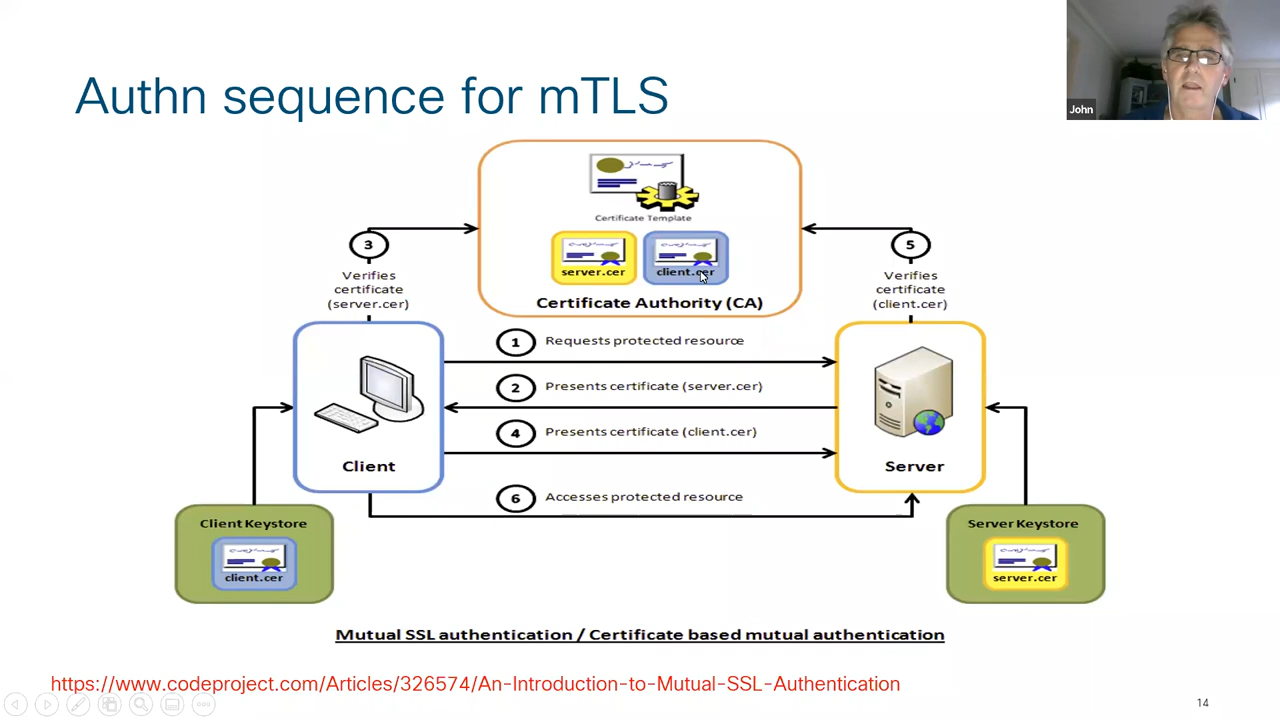 John
Authn sequence for mTLS
Certificate Template
server.cer
client.cer
Certificate Authority (CA)
3
Verifies
certificate
(server.cer)
5
Verifies
certificate
(client.cer)
1
Requests protected resource
2
Presents certificate (server.cer)
4
Presents certificate (client.cer)
6
Accesses protected resource
Client
Server
Client Keystore
client.cer
Server Keystore
server.cer
Mutual SSL authentication / Certificate based mutual authentication
https://www.codeproject.com/Articles/326574/An-Introduction-to-Mutual-SSL-Authentication
14